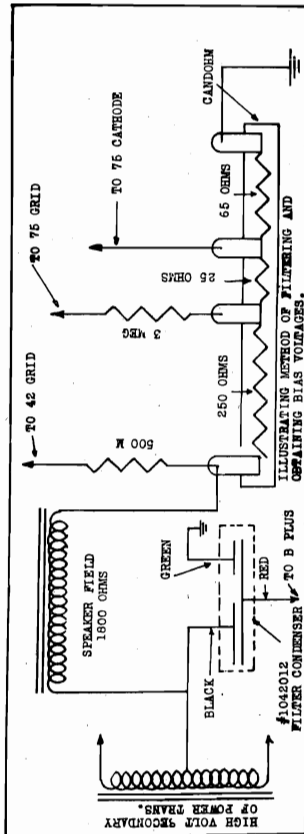 TO 42 GRID
TO 75 GRID
TO 75 CATHODE
500 M
3 MEG
SPEAKER FIELD
1800 OHMS
250 OHMS
25 OHMS
65 OHMS
CANDOHM
GREEN
BLACK
RED
TO B PLUS
#1042012
FILTER CONDENSER
HIGH VOLT SECONDARY
OF POWER TRANS.
ILLUSTRATING METHOD OF FILTERING AND
OBTAINING BIAS VOLTAGES.